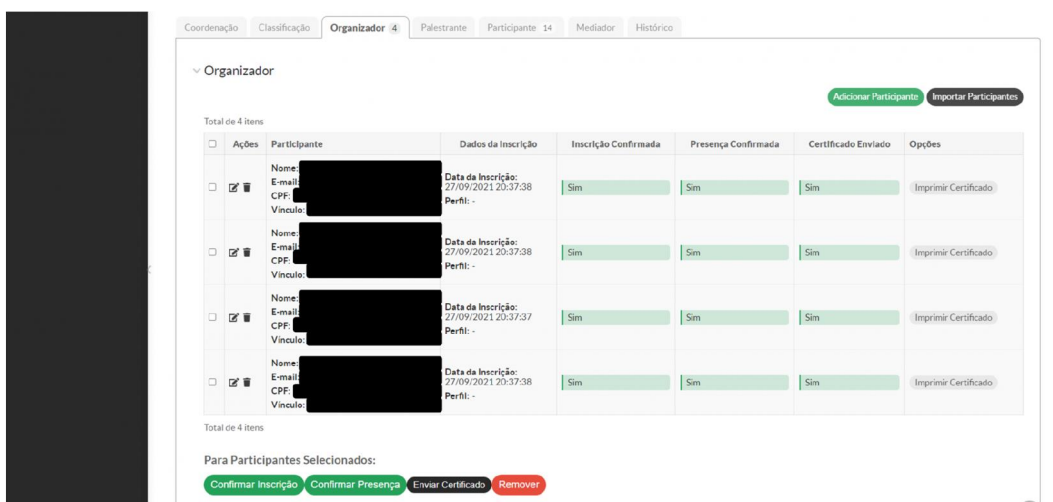 Coordenação Classificação Organizador 4 Palestrante Participante 14 Mediador Histórico
Organizador
Adicionar Participante Importar Participantes
Total de 4 itens
Ações Participante Dados da Inscrição Inscrição Confirmada Presença Confirmada Certificado Enviado Opções
Nome:
E-mail:
CPF:
Vínculo:
Data da Inscrição:
27/09/2021 20:37:38
Perfil: -
Sim Sim Sim Imprimir Certificado
Nome:
E-mail:
CPF:
Vínculo:
Data da Inscrição:
27/09/2021 20:37:38
Perfil: -
Sim Sim Sim Imprimir Certificado
Nome:
E-mail:
CPF:
Vínculo:
Data da Inscrição:
27/09/2021 20:37:37
Perfil: -
Sim Sim Sim Imprimir Certificado
Nome:
E-mail:
CPF:
Vínculo:
Data da Inscrição:
27/09/2021 20:37:38
Perfil: -
Sim Sim Sim Imprimir Certificado
Total de 4 itens
Para Participantes Selecionados:
Confirmar Inscrição Confirmar Presença Enviar Certificado Remover